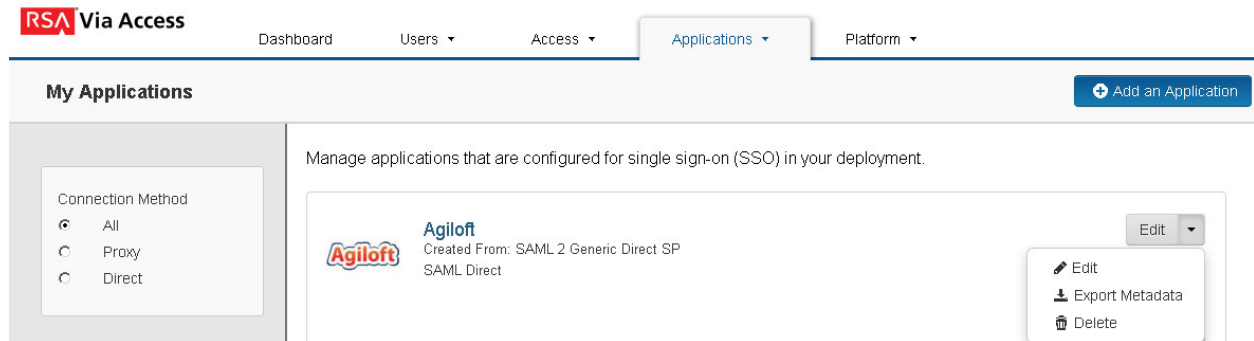 RSA Via Access
Dashboard Users Access Applications Platform
My Applications
Add an Application
Manage applications that are configured for single sign-on (SSO) in your deployment.
Connection Method
All
Proxy
Direct
Agiloft
Agiloft
Created From: SAML 2 Generic Direct SP
SAML Direct
Edit
Edit
Export Metadata
Delete